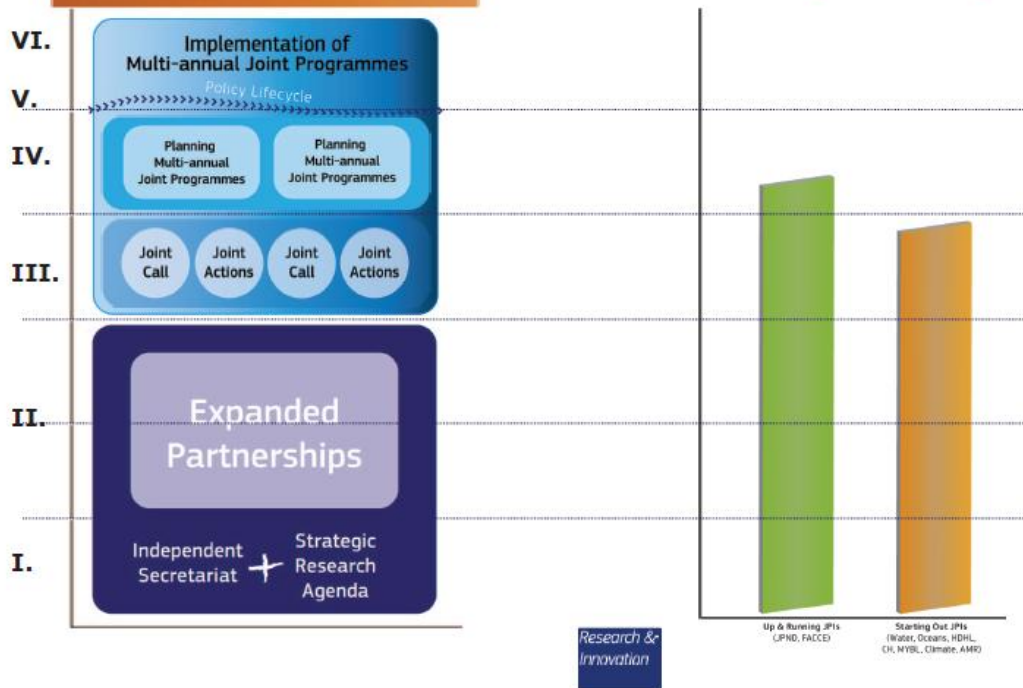 VI.
Implementation of
Multi-annual Joint Programmes
V.
Policy Lifecycle
IV.
Planning
Multi-annual
Joint Programmes
Planning
Multi-annual
Joint Programmes
III.
Joint
Call
Joint
Actions
Joint
Call
Joint
Actions
II.
Expanded
Partnerships
I.
Independent
Secretariat
+
Strategic
Research
Agenda
Research &
Innovation
Up & Running JPIs
(JPND, FACCE)
Starting Out JPIs
(Water, Oceans, HDHL,
CH, MYBL, Climate, AMR)